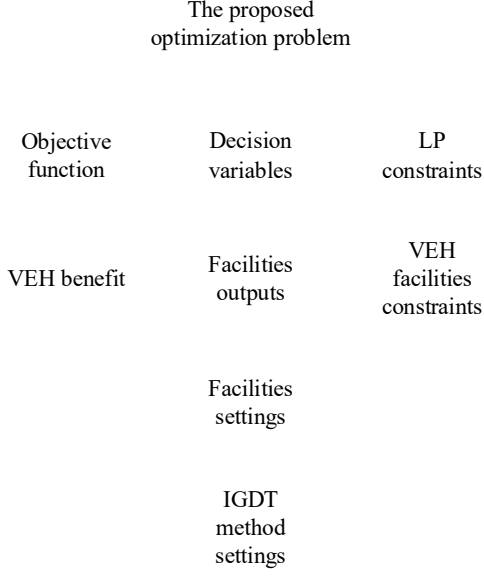 The proposed
optimization problem
Objective
function
Decision
variables
LP
constraints
VEH benefit
Facilities
outputs
VEH
facilities
constraints
Facilities
settings
IGDT
method
settings